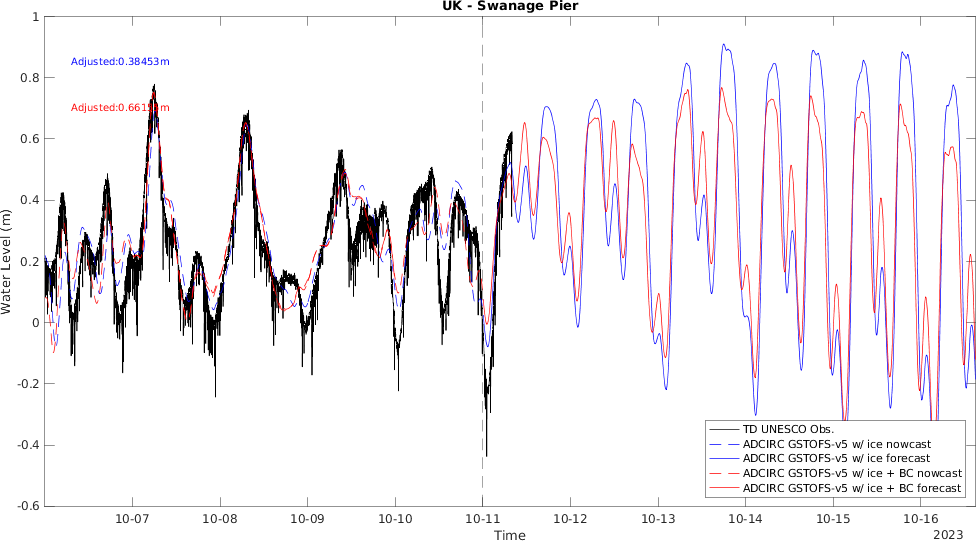 UK - Swanage Pier
1
0.8
0.6
0.4
0.2
0
-0.2
-0.4
-0.6
Water Level (m)
Adjusted:0.38453m
TD UNESCO Obs.
ADCIRC GSTOFS-v5 w/ ice nowcast
ADCIRC GSTOFS-v5 w/ ice forecast
ADCIRC GSTOFS-v5 w/ ice + BC nowcast
ADCIRC GSTOFS-v5 w/ ice + BC forecast
10-07 10-08 10-09 10-10 10-11 10-12 10-13 10-14 10-15 10-16
Time
2023